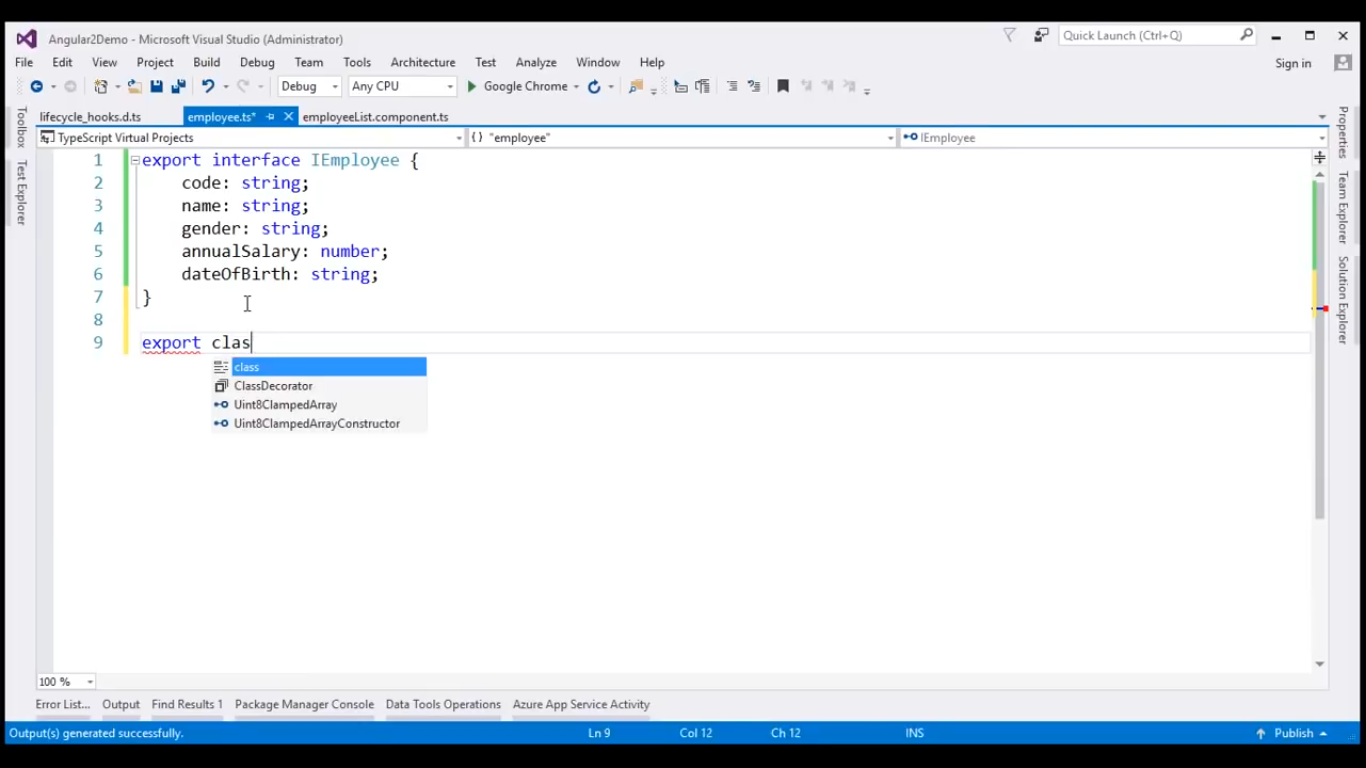 Angular2Demo - Microsoft Visual Studio (Administrator)
Quick Launch (Ctrl+Q)
File Edit View Project Build Debug Team Tools Architecture Test Analyze Window Help
Sign in
Debug Any CPU Google Chrome
lifecycle_hooks.d.ts employee.ts* employeeList.component.ts
TypeScript Virtual Projects {} "employee" IEmployee
Toolbox
Test Explorer
Properties
Team Explorer
Solution Explorer
1 export interface IEmployee {
2 code: string;
3 name: string;
4 gender: string;
5 annualSalary: number;
6 dateOfBirth: string;
7 }
8
9 export clas
class
ClassDecorator
Uint8ClampedArray
Uint8ClampedArrayConstructor
100 %
Error List... Output Find Results 1 Package Manager Console Data Tools Operations Azure App Service Activity
Output(s) generated successfully. Ln 9 Col 12 Ch 12 INS Publish